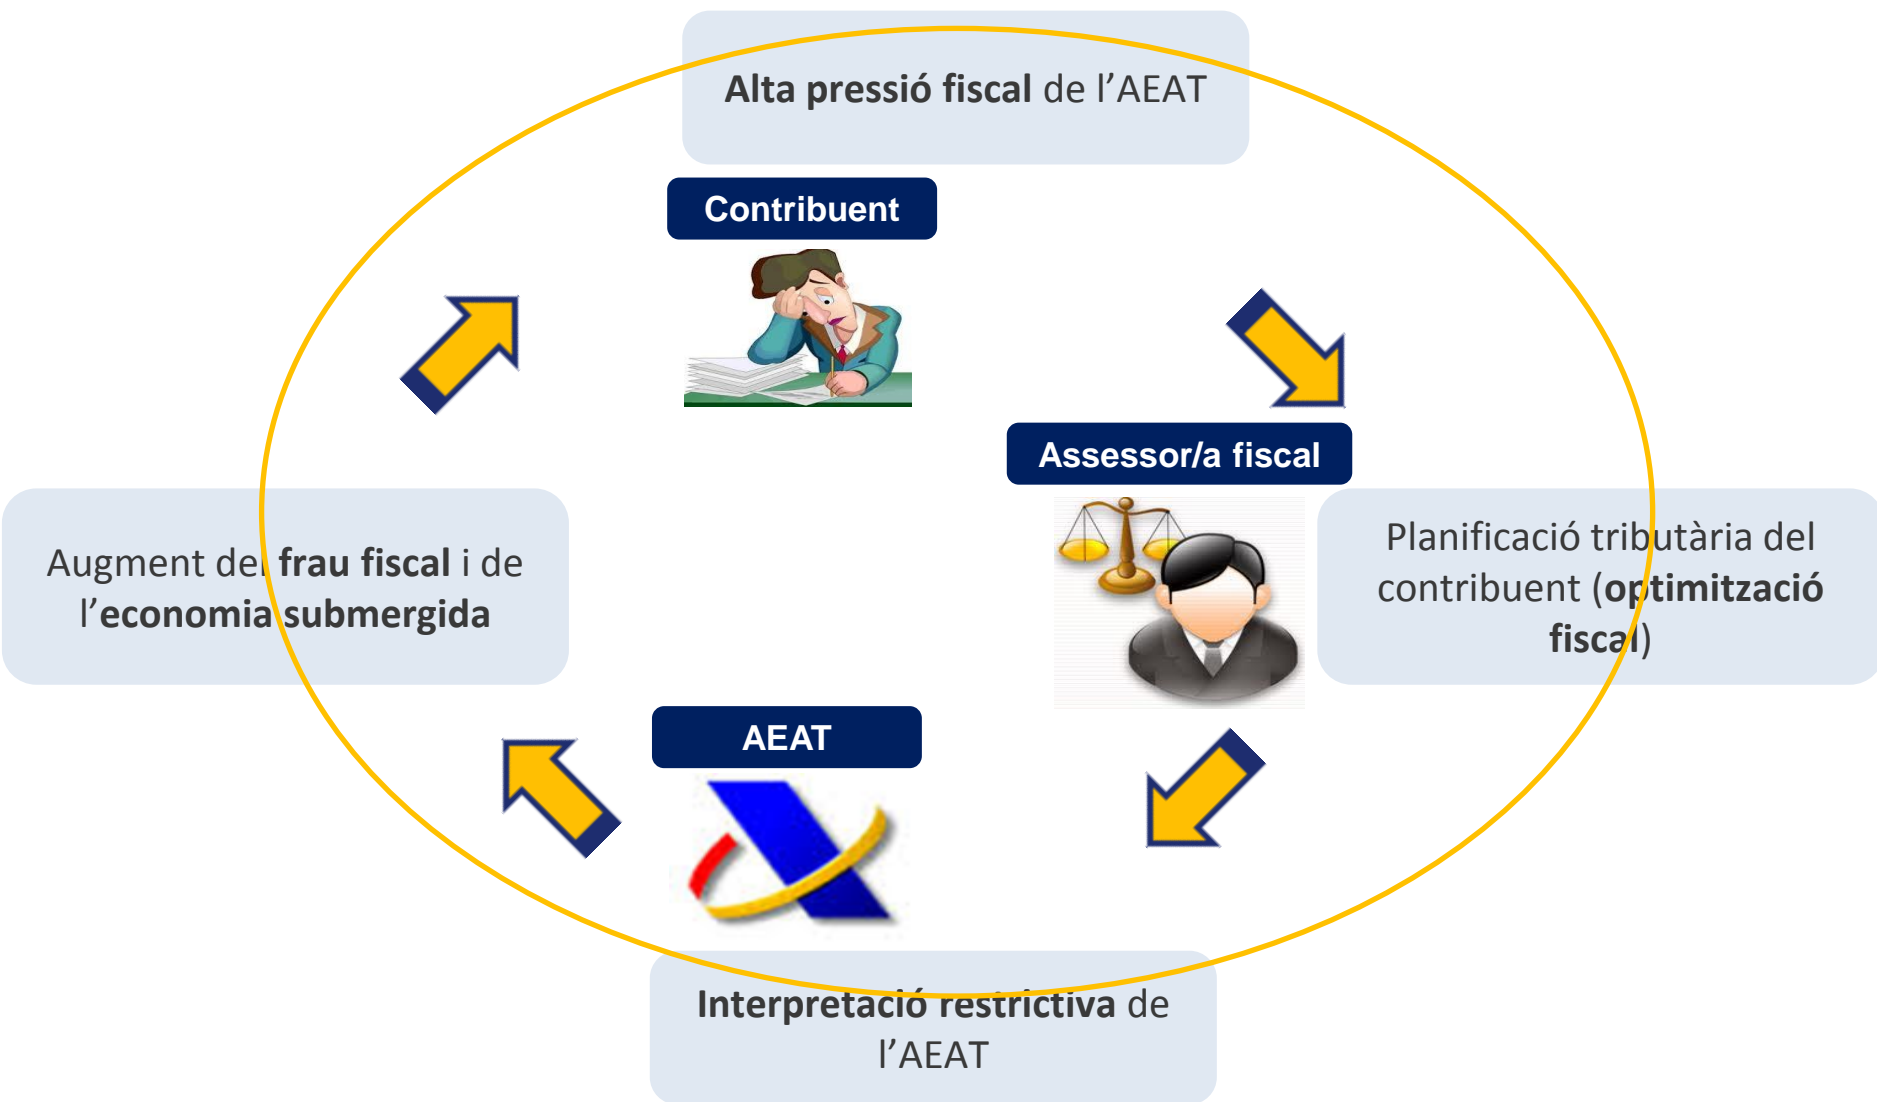 Alta pressió fiscal de l’AEAT
Contribuent
Assessor/a fiscal
Planificació tributària del
contribuent (optimització
fiscal)
Augment del frau fiscal i de
l’economia submergida
AEAT
Interpretació restrictiva de
l’AEAT